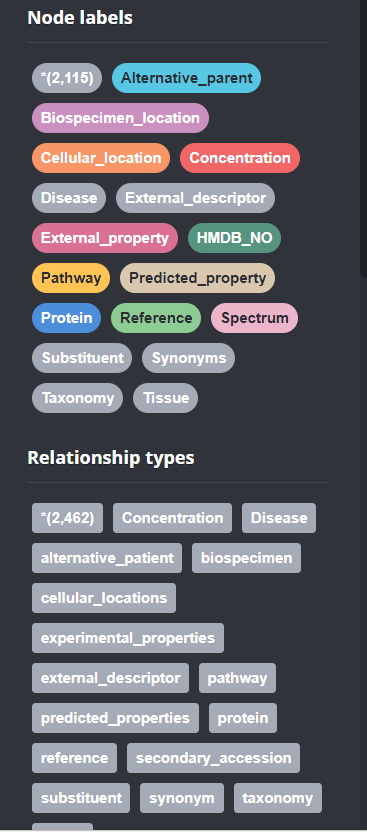 Node labels
*(2,115) Alternative_parent
Biospecimen_location
Cellular_location Concentration
Disease External_descriptor
External_property HMDB_NO
Pathway Predicted_property
Protein Reference Spectrum
Substituent Synonyms
Taxonomy Tissue
Relationship types
*(2,462) Concentration Disease
alternative_patient biospecimen
cellular_locations
experimental_properties
external_descriptor pathway
predicted_properties protein
reference secondary_accession
substituent synonym taxonomy